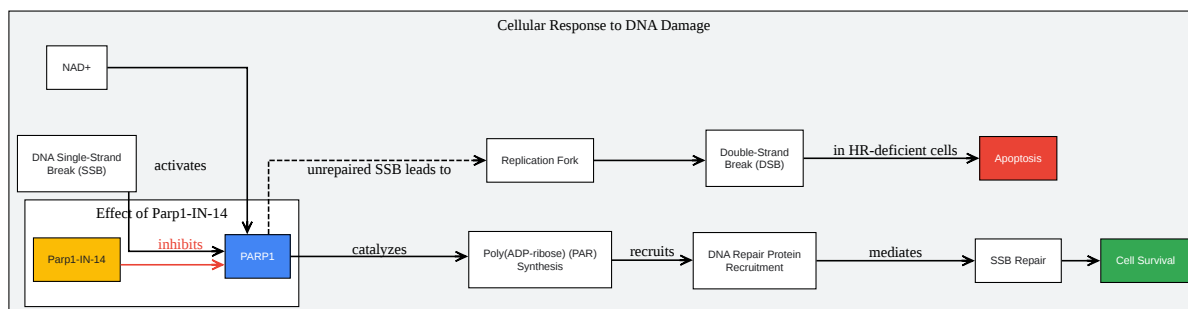 Cellular Response to DNA Damage
NAD+
DNA Single-Strand
Break (SSB)
activates
unrepaired SSB leads to
Replication Fork
Double-Strand
Break (DSB)
in HR-deficient cells
Apoptosis
Effect of Parp1-IN-14
Parp1-IN-14
inhibits
PARP1
catalyzes
Poly(ADP-ribose) (PAR)
Synthesis
recruits
DNA Repair Protein
Recruitment
mediates
SSB Repair
Cell Survival